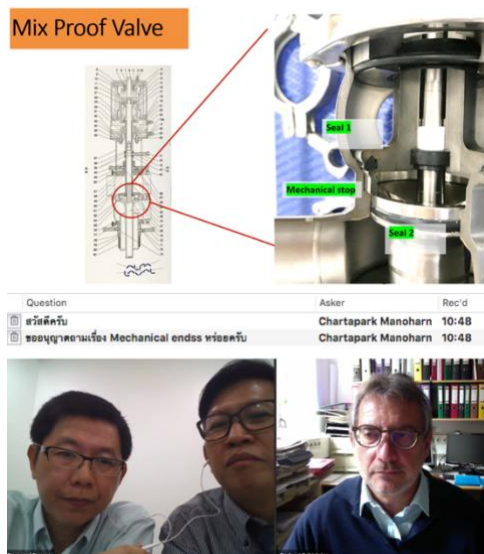 Mix Proof Valve
Seal 1
Mechanical stop
Seal 2
Question Asker Rec'd
สวัสดีครับ Chartapark Manoharn 10:48
ขออนุญาตถามเรื่อง Mechanical endss หร่อยครับ Chartapark Manoharn 10:48